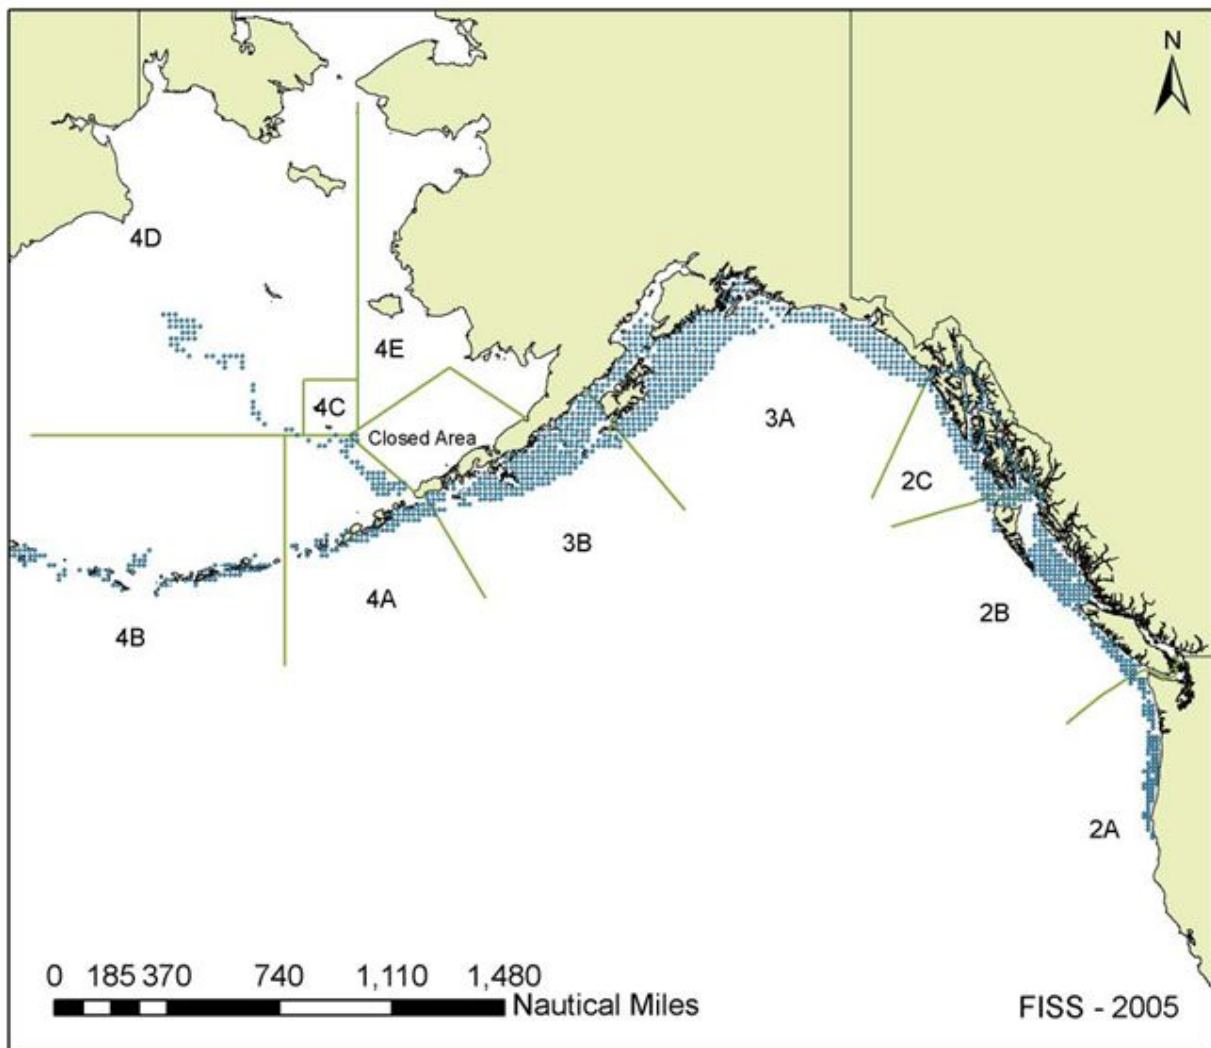 N
4D
4E
4C
Closed Area
3A
2C
3B
4A
2B
4B
2A
0 185 370 740 1,110 1,480
Nautical Miles
FISS - 2005